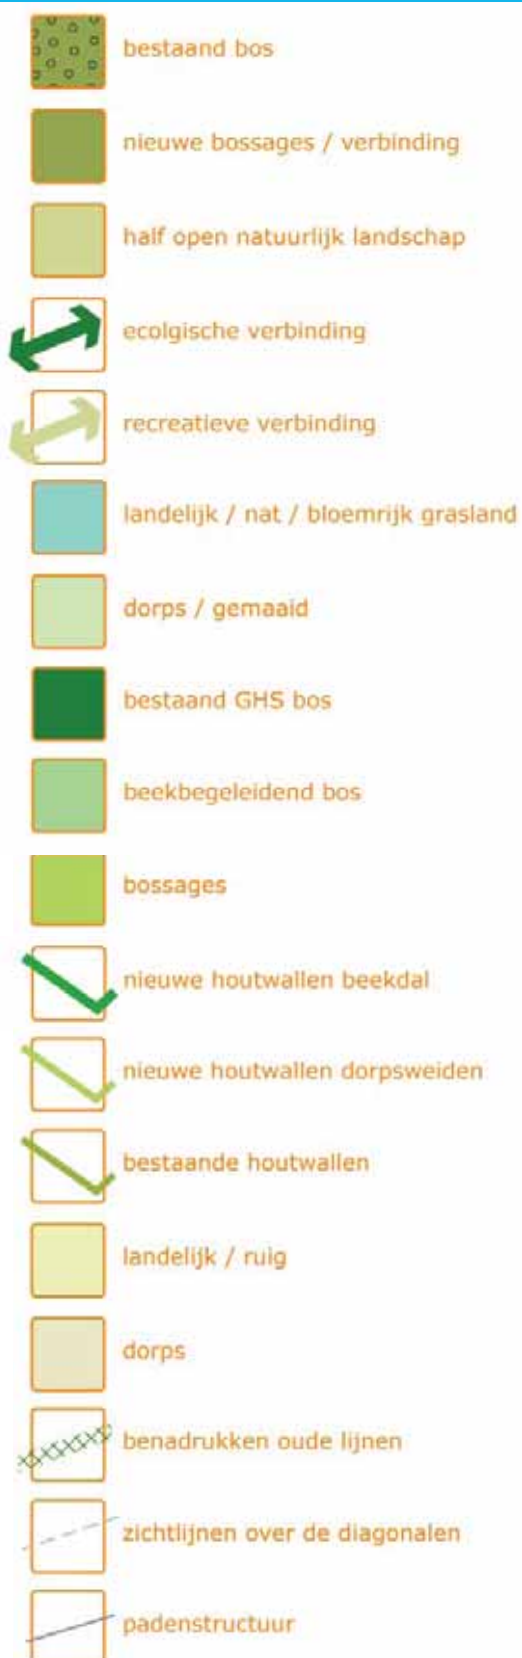 bestaand bos
nieuwe bossages / verbinding
half open natuurlijk landschap
ecolgische verbinding
recreatieve verbinding
landelijk / nat / bloemrijk grasland
dorps / gemaaid
bestaand GHS bos
beekbegeleidend bos
bossages
nieuwe houtwallen beekdal
nieuwe houtwallen dorpsweiden
bestaande houtwallen
landelijk / ruig
dorps
benadrukken oude lijnen
zichtlijnen over de diagonalen
padenstructuur